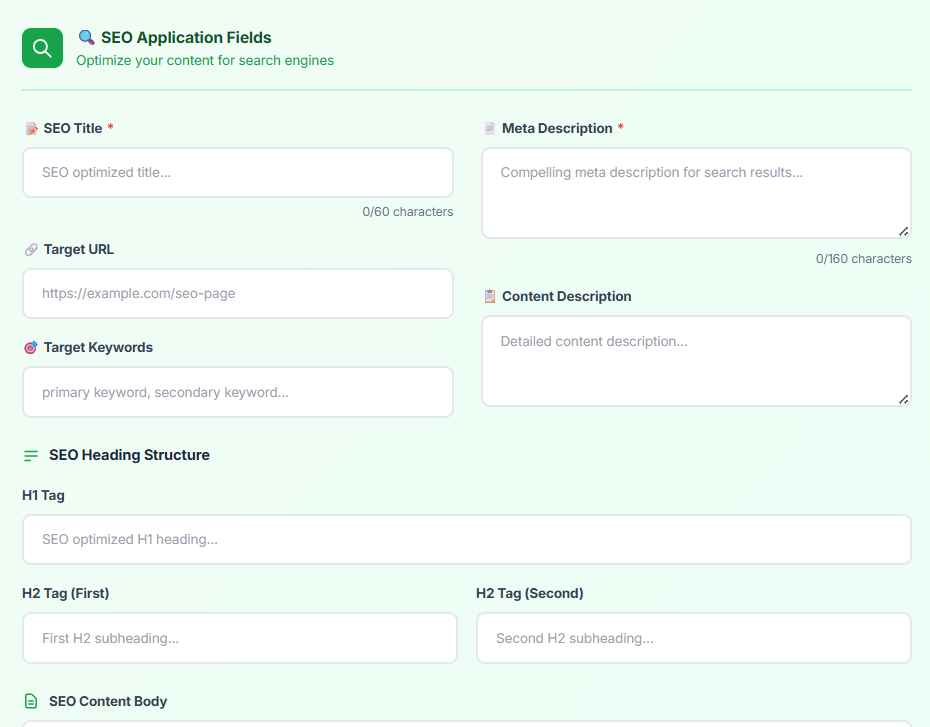 🔍 SEO Application Fields
Optimize your content for search engines
📝 SEO Title *
SEO optimized title...
0/60 characters
📄 Meta Description *
Compelling meta description for search results...
0/160 characters
🔗 Target URL
https://example.com/seo-page
📋 Content Description
Detailed content description...
🎯 Target Keywords
primary keyword, secondary keyword...
SEO Heading Structure
H1 Tag
SEO optimized H1 heading...
H2 Tag (First)
First H2 subheading...
H2 Tag (Second)
Second H2 subheading...
SEO Content Body